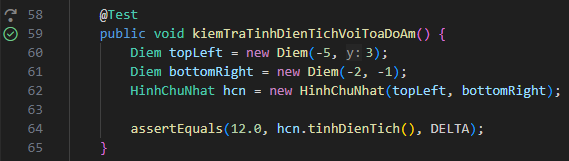 58 @Test
59 public void kiemTraTinhDienTichVoiToaDoAm() {
60 Diem topLeft = new Diem(-5, y: 3);
61 Diem bottomRight = new Diem(-2, -1);
62 HinhChuNhat hcn = new HinhChuNhat(topLeft, bottomRight);
63
64 assertEquals(12.0, hcn.tinhDienTich(), DELTA);
65 }